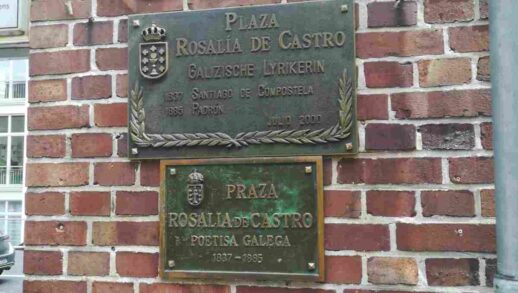 PLAZA
ROSALIA DE CASTRO
GALIZISCHE LYRIKERIN
1837 SANTIAGO DE COMPOSTELA
1885 PADRÓN
JULIO 2000
PRAZA
ROSALIA DE CASTRO
POETISA GALEGA
1837 - 1885